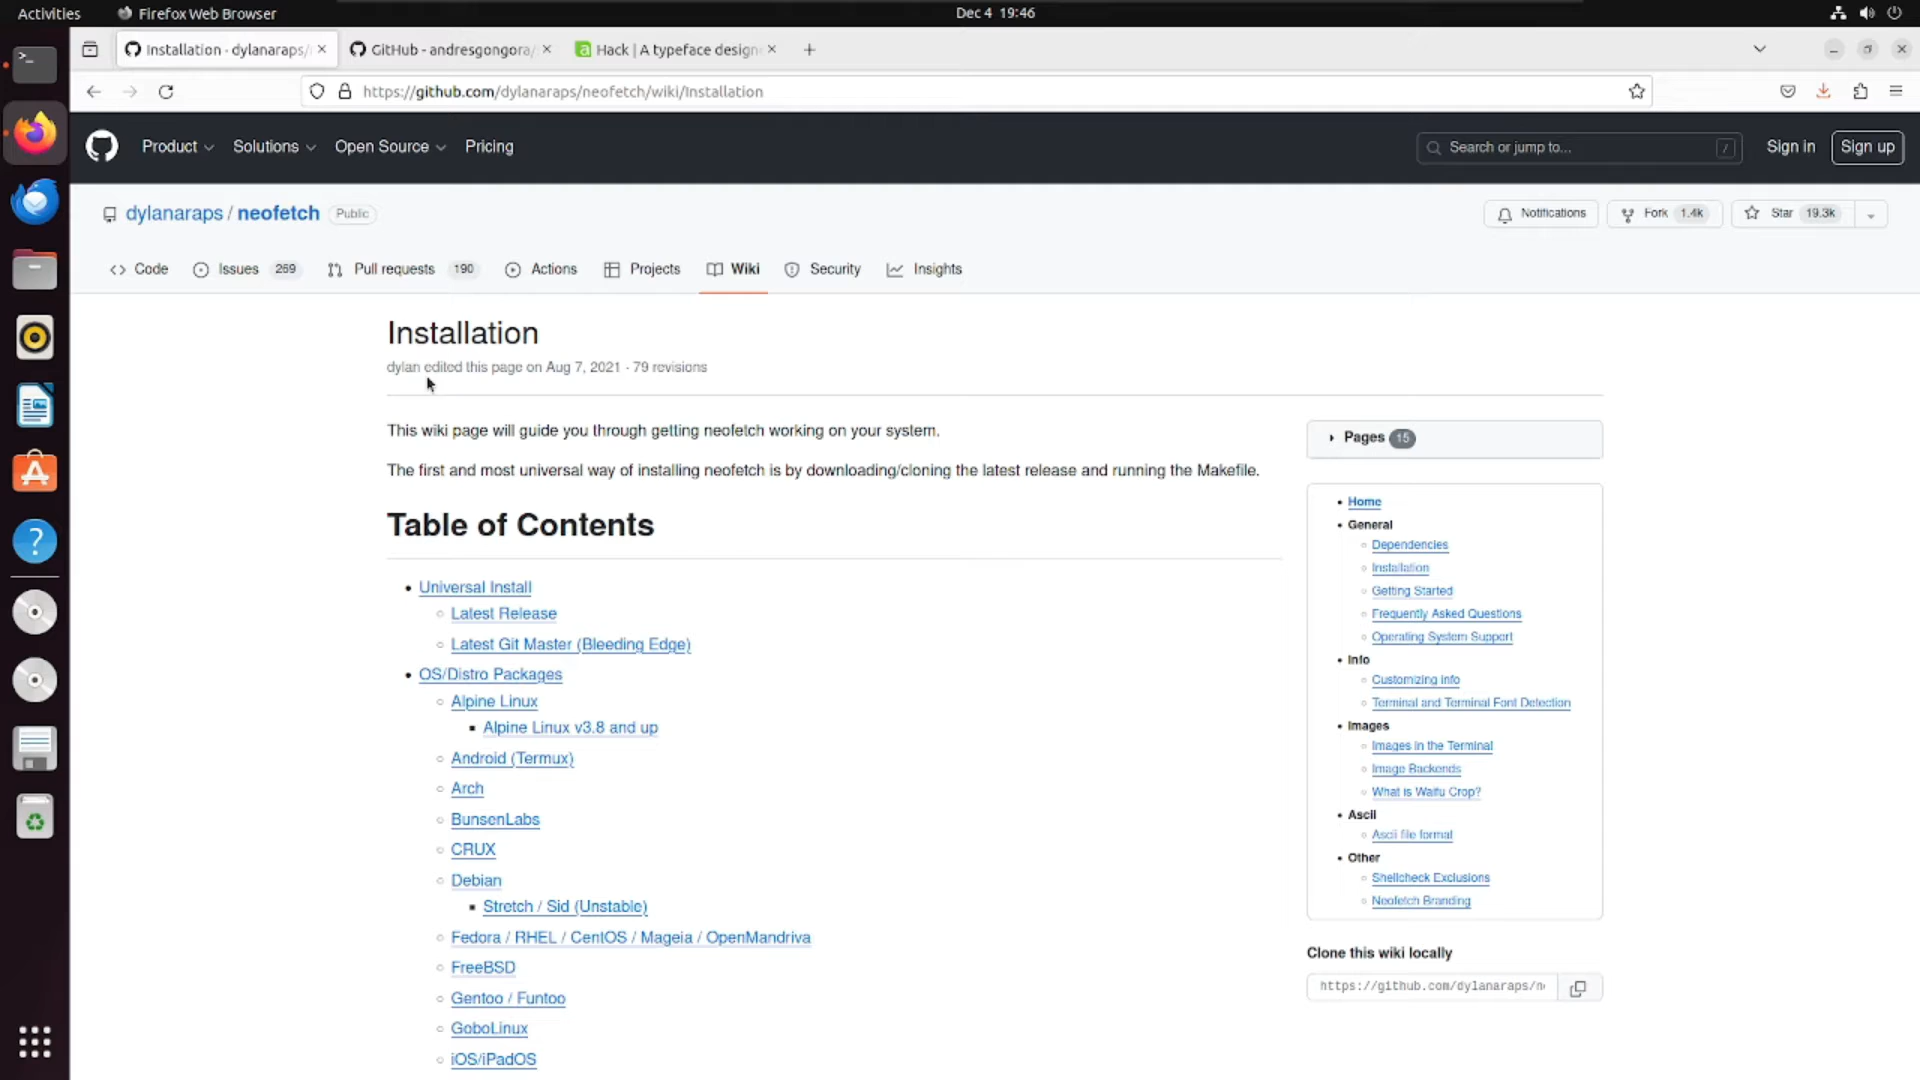 Activities
Firefox Web Browser
Dec 4 19:46
Installation · dylanaraps/
GitHub - andresgongora/
Hack | A typeface design
https://github.com/dylanaraps/neofetch/wiki/Installation
Product
Solutions
Open Source
Pricing
Search or jump to...
/
Sign in
Sign up
dylanaraps / neofetch
Public
Notifications
Fork 1.4k
Star 19.3k
Code
Issues 269
Pull requests 190
Actions
Projects
Wiki
Security
Insights
Installation
dylan edited this page on Aug 7, 2021 · 79 revisions
This wiki page will guide you through getting neofetch working on your system.
The first and most universal way of installing neofetch is by downloading/cloning the latest release and running the Makefile.
Table of Contents
Universal Install
Latest Release
Latest Git Master (Bleeding Edge)
OS/Distro Packages
Alpine Linux
Alpine Linux v3.8 and up
Android (Termux)
Arch
BunsenLabs
CRUX
Debian
Stretch / Sid (Unstable)
Fedora / RHEL / CentOS / Mageia / OpenMandriva
FreeBSD
Gentoo / Funtoo
GoboLinux
iOS/iPadOS
Pages 15
Home
General
Dependencies
Installation
Getting Started
Frequently Asked Questions
Operating System Support
Info
Customizing Info
Terminal and Terminal Font Detection
Images
Images in the Terminal
Image Backends
What is Waifu Crop?
Ascii
Ascii file format
Other
Shellcheck Exclusions
Neofetch Branding
Clone this wiki locally
https://github.com/dylanaraps/n